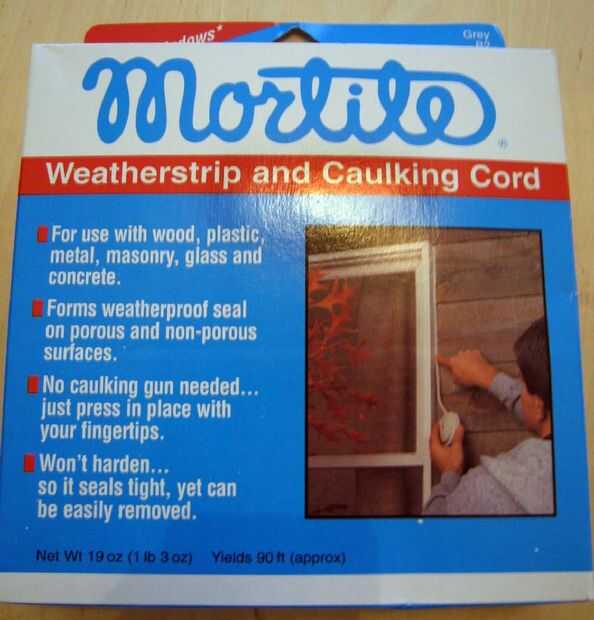 Grey
B2
Mortite®
Weatherstrip and Caulking Cord
For use with wood, plastic,
metal, masonry, glass and
concrete.
Forms weatherproof seal
on porous and non-porous
surfaces.
No caulking gun needed...
just press in place with
your fingertips.
Won't harden...
so it seals tight, yet can
be easily removed.
Net Wt 19 oz (1 lb 3 oz) Yields 90 ft (approx)